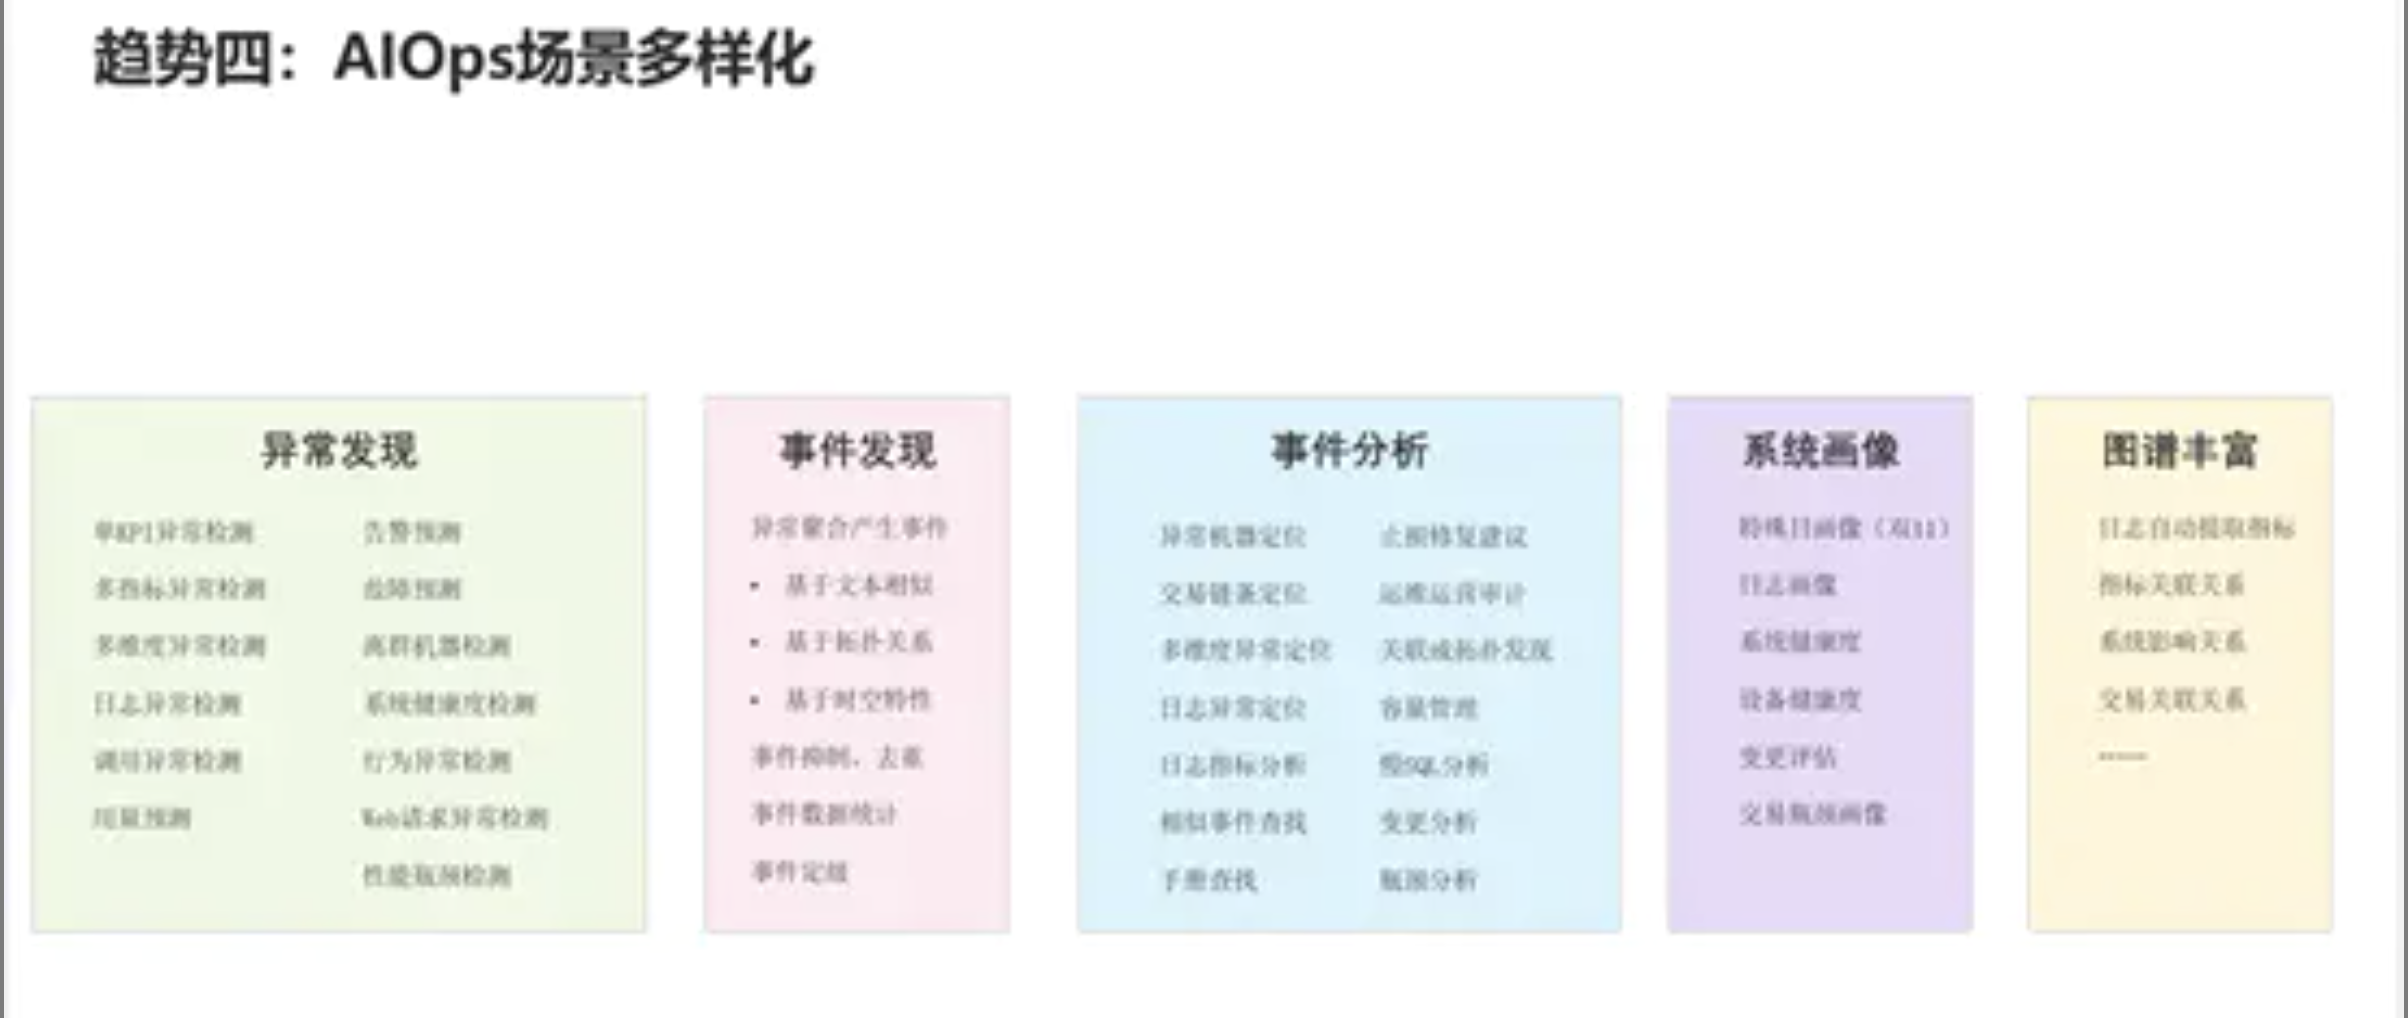 趋势四：AIOps场景多样化
异常发现
单KPI异常检测
多指标异常检测
多维度异常检测
日志异常检测
调用异常检测
用量预测
告警预测
故障预测
离群机器检测
系统健康度检测
行为异常检测
Web请求异常检测
性能瓶颈检测
事件发现
异常聚合产生事件
• 基于文本相似
• 基于拓扑关系
• 基于时空特性
事件抑制、去重
事件数据统计
事件定级
事件分析
异常机器定位
交易链条定位
多维度异常定位
日志异常定位
日志指标分析
相似事件查找
手册查找
止损修复建议
运维运营审计
关联或拓扑发现
容量管理
慢SQL分析
变更分析
瓶颈分析
系统画像
特殊日画像（双11）
日志画像
系统健康度
设备健康度
变更评估
交易瓶颈画像
图谱丰富
日志自动提取指标
指标关联关系
系统影响关系
交易关联关系
......